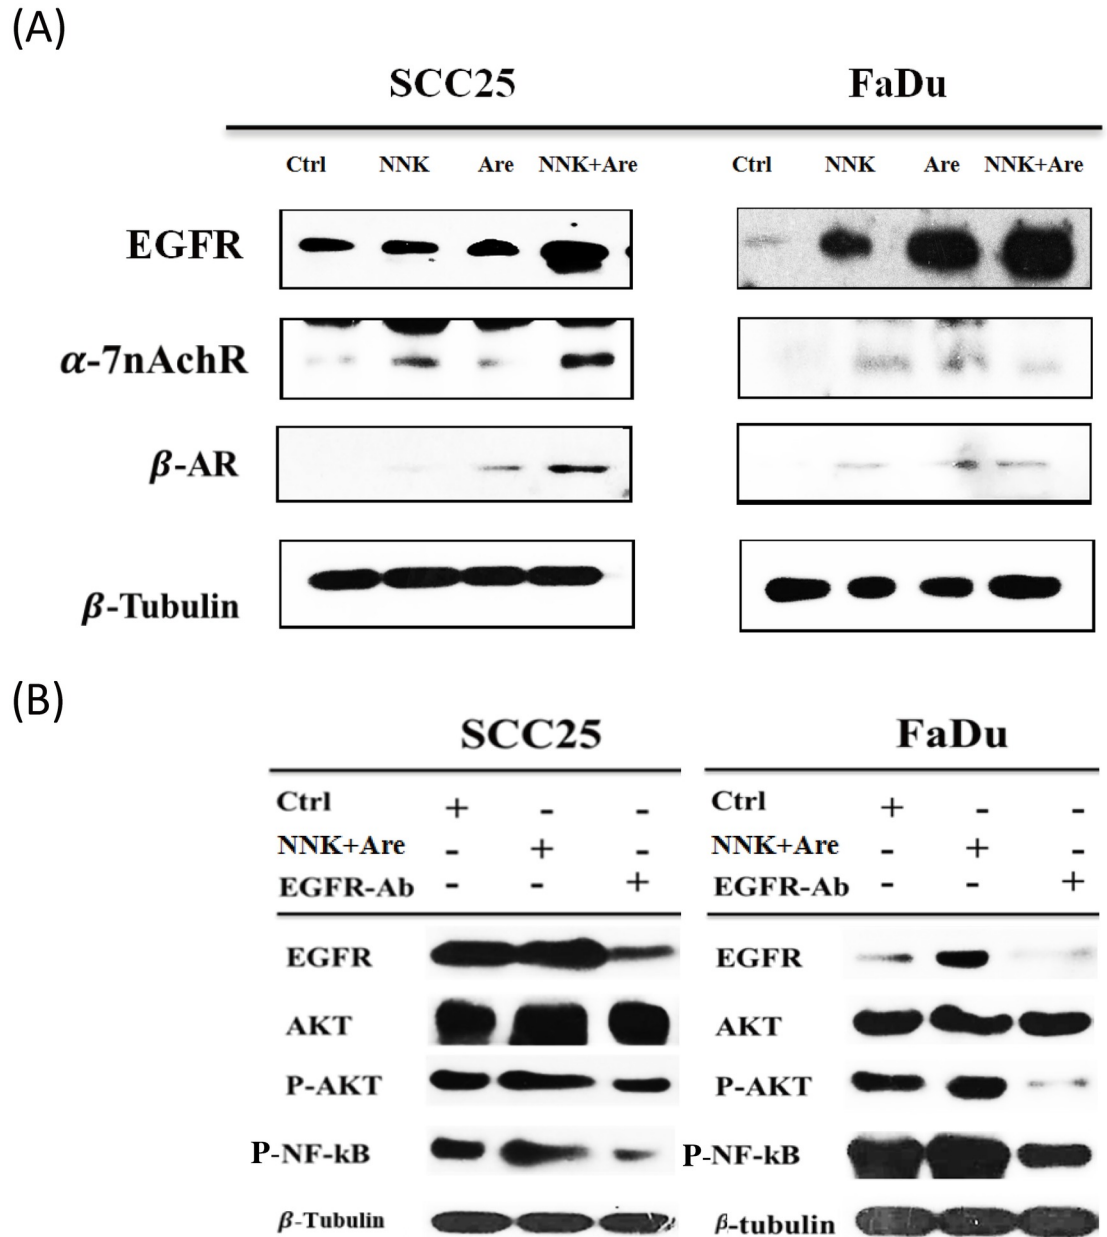 (A)
SCC25 FaDu
Ctrl NNK Are NNK+Are Ctrl NNK Are NNK+Are
EGFR
α-7nAchR
β-AR
β-Tubulin
(B)
SCC25 FaDu
Ctrl + - - Ctrl + - -
NNK+Are - + - NNK+Are - + -
EGFR-Ab - - + EGFR-Ab - - +
EGFR EGFR
AKT AKT
P-AKT P-AKT
P-NF-kB P-NF-kB
β-Tubulin β-tubulin